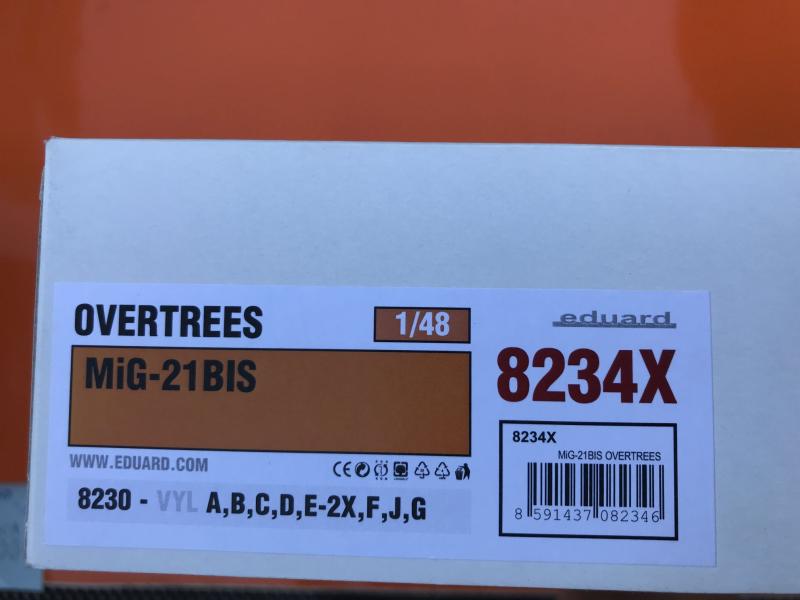 OVERTREES
1/48
eduard
MiG-21BIS
8234X
8234X
MiG-21BIS OVERTREES
WWW.EDUARD.COM
8230 - VYL A,B,C,D,E-2X,F,J,G
8 591437 082346